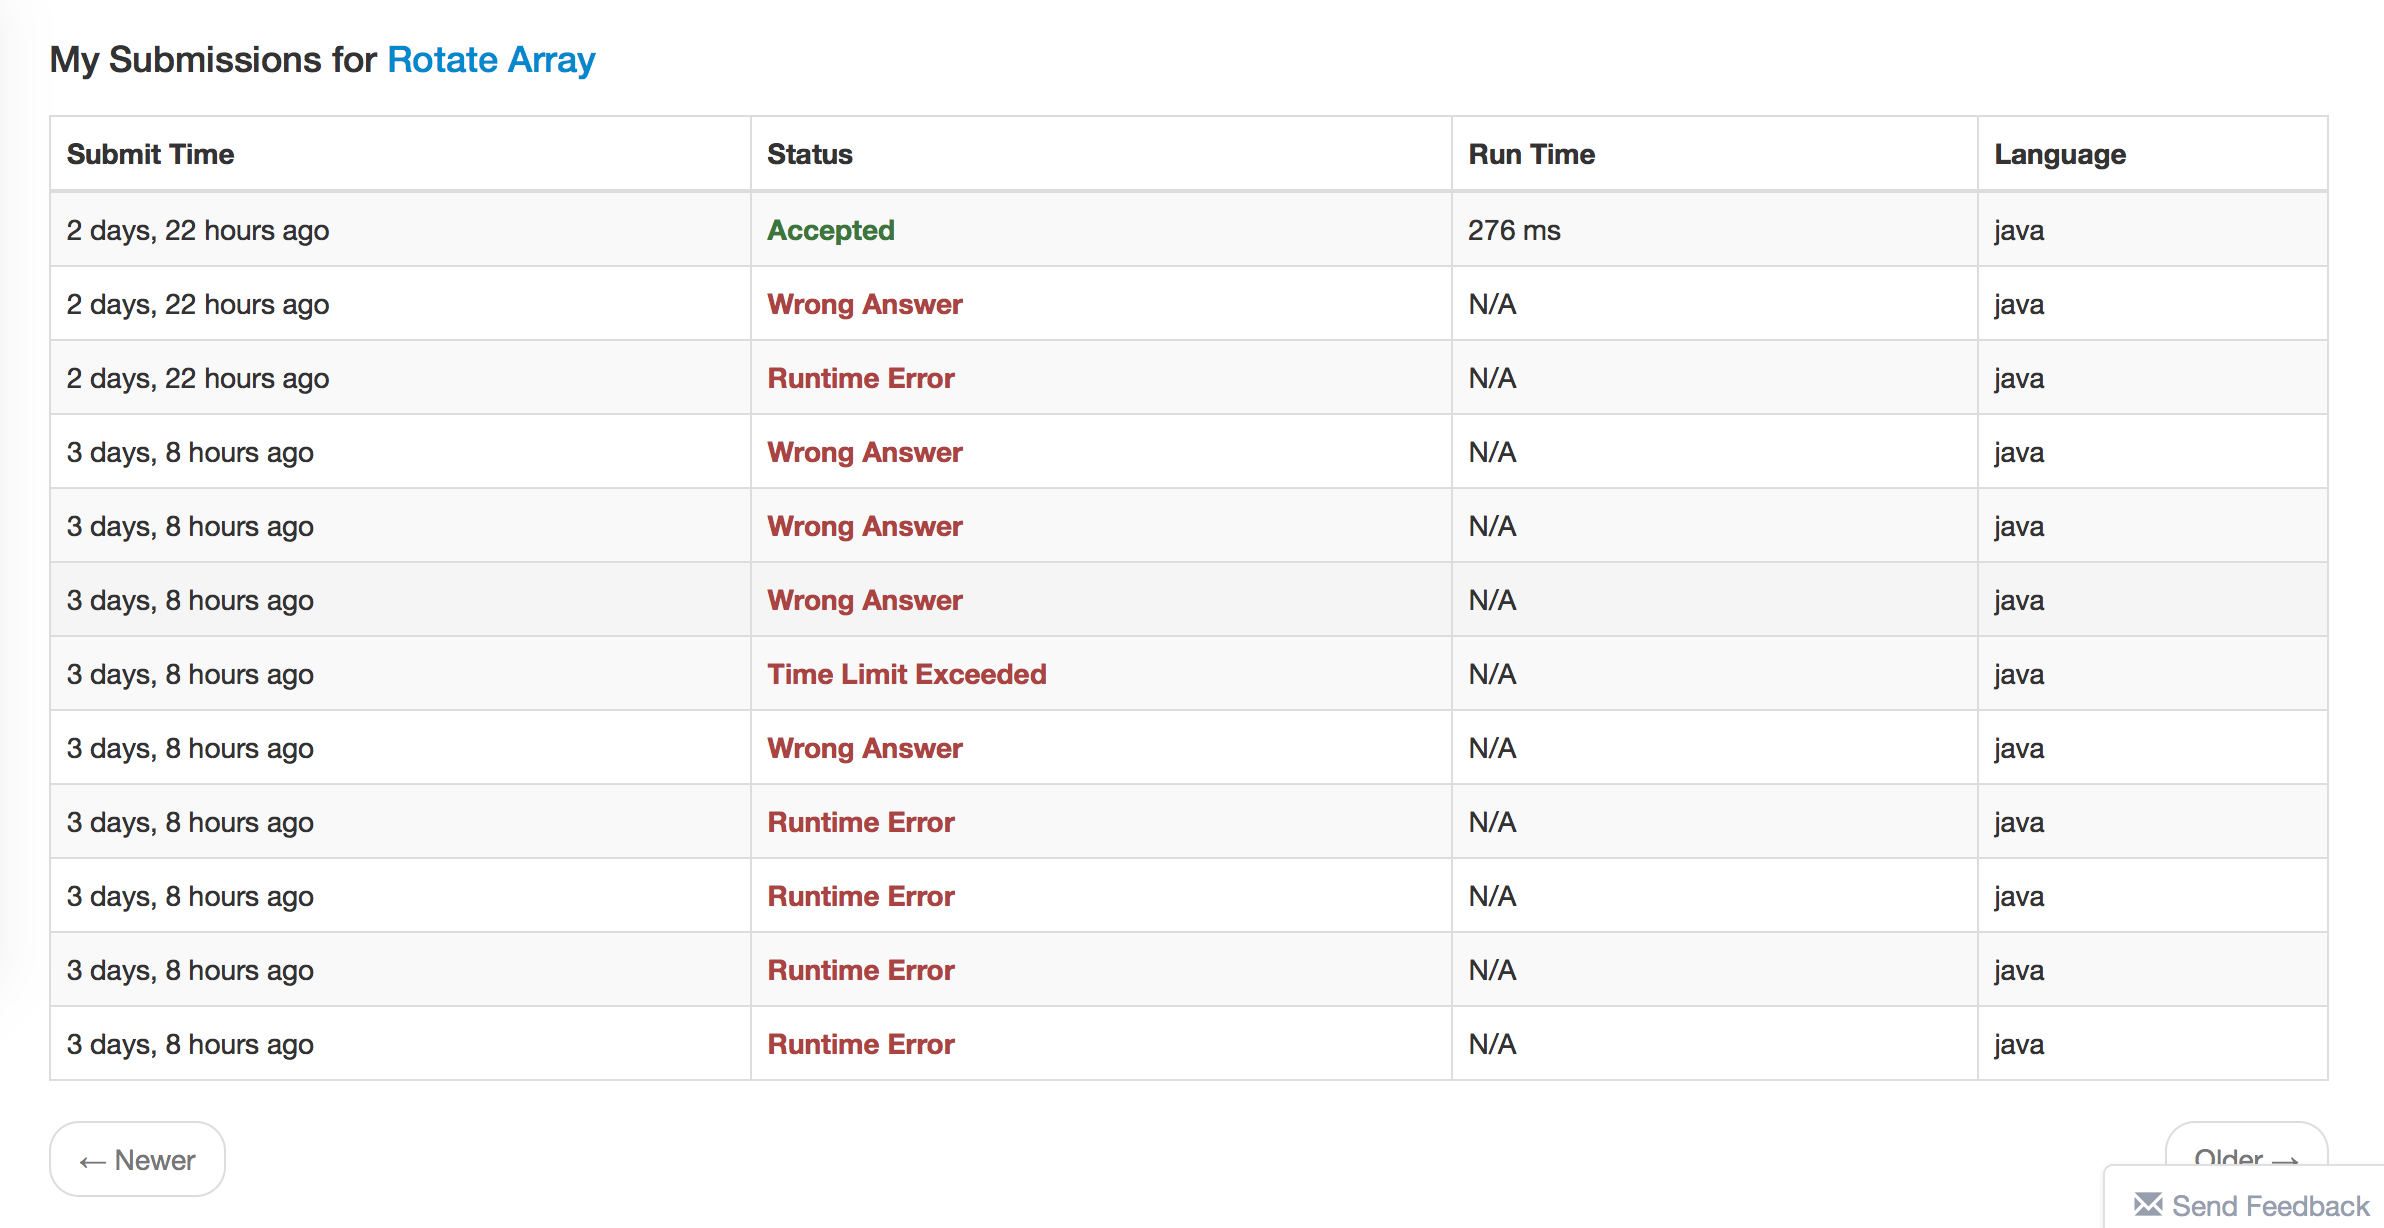 My Submissions for Rotate Array
Submit Time Status Run Time Language
2 days, 22 hours ago Accepted 276 ms java
2 days, 22 hours ago Wrong Answer N/A java
2 days, 22 hours ago Runtime Error N/A java
3 days, 8 hours ago Wrong Answer N/A java
3 days, 8 hours ago Wrong Answer N/A java
3 days, 8 hours ago Wrong Answer N/A java
3 days, 8 hours ago Time Limit Exceeded N/A java
3 days, 8 hours ago Wrong Answer N/A java
3 days, 8 hours ago Runtime Error N/A java
3 days, 8 hours ago Runtime Error N/A java
3 days, 8 hours ago Runtime Error N/A java
3 days, 8 hours ago Runtime Error N/A java
← Newer Older →
Send Feedback